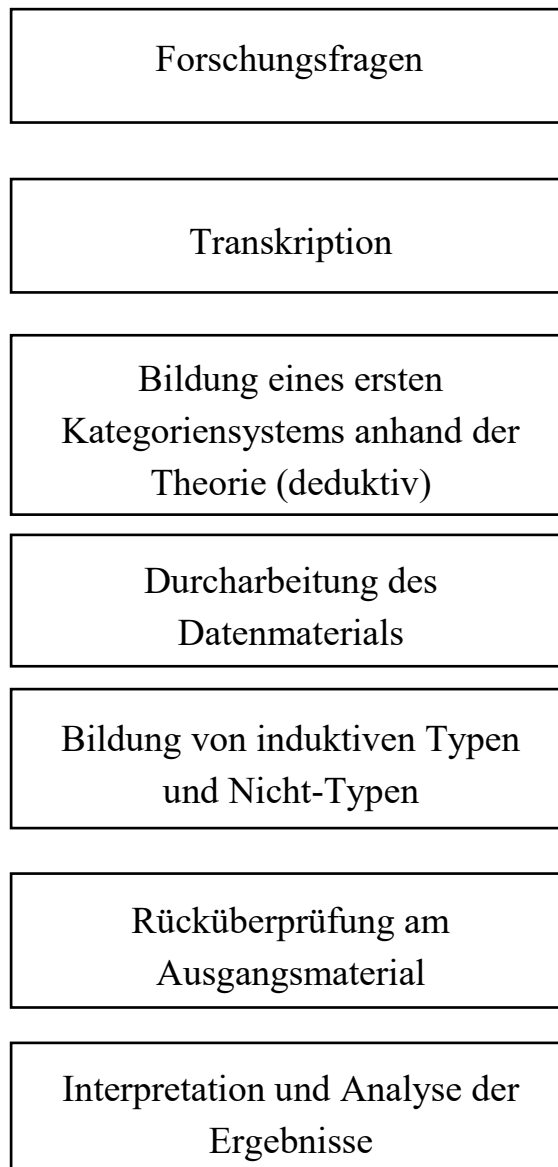 Forschungsfragen
Transkription
Bildung eines ersten
Kategoriensystems anhand der
Theorie (deduktiv)
Durcharbeitung des
Datenmaterials
Bildung von induktiven Typen
und Nicht-Typen
Rücküberprüfung am
Ausgangsmaterial
Interpretation und Analyse der
Ergebnisse